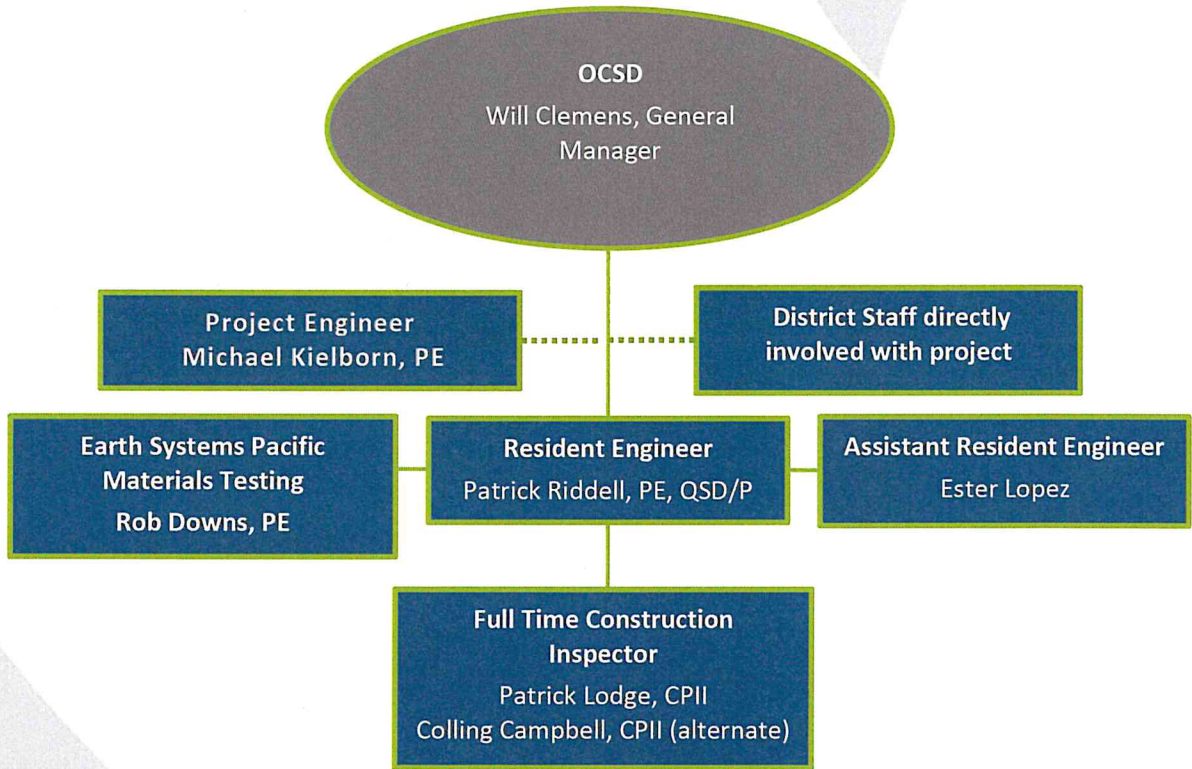 OCSD
Will Clemens, General
Manager
Project Engineer
Michael Kielborn, PE
District Staff directly
involved with project
Earth Systems Pacific
Materials Testing
Rob Downs, PE
Resident Engineer
Patrick Riddell, PE, QSD/P
Assistant Resident Engineer
Ester Lopez
Full Time Construction
Inspector
Patrick Lodge, CPII
Colling Campbell, CPII (alternate)